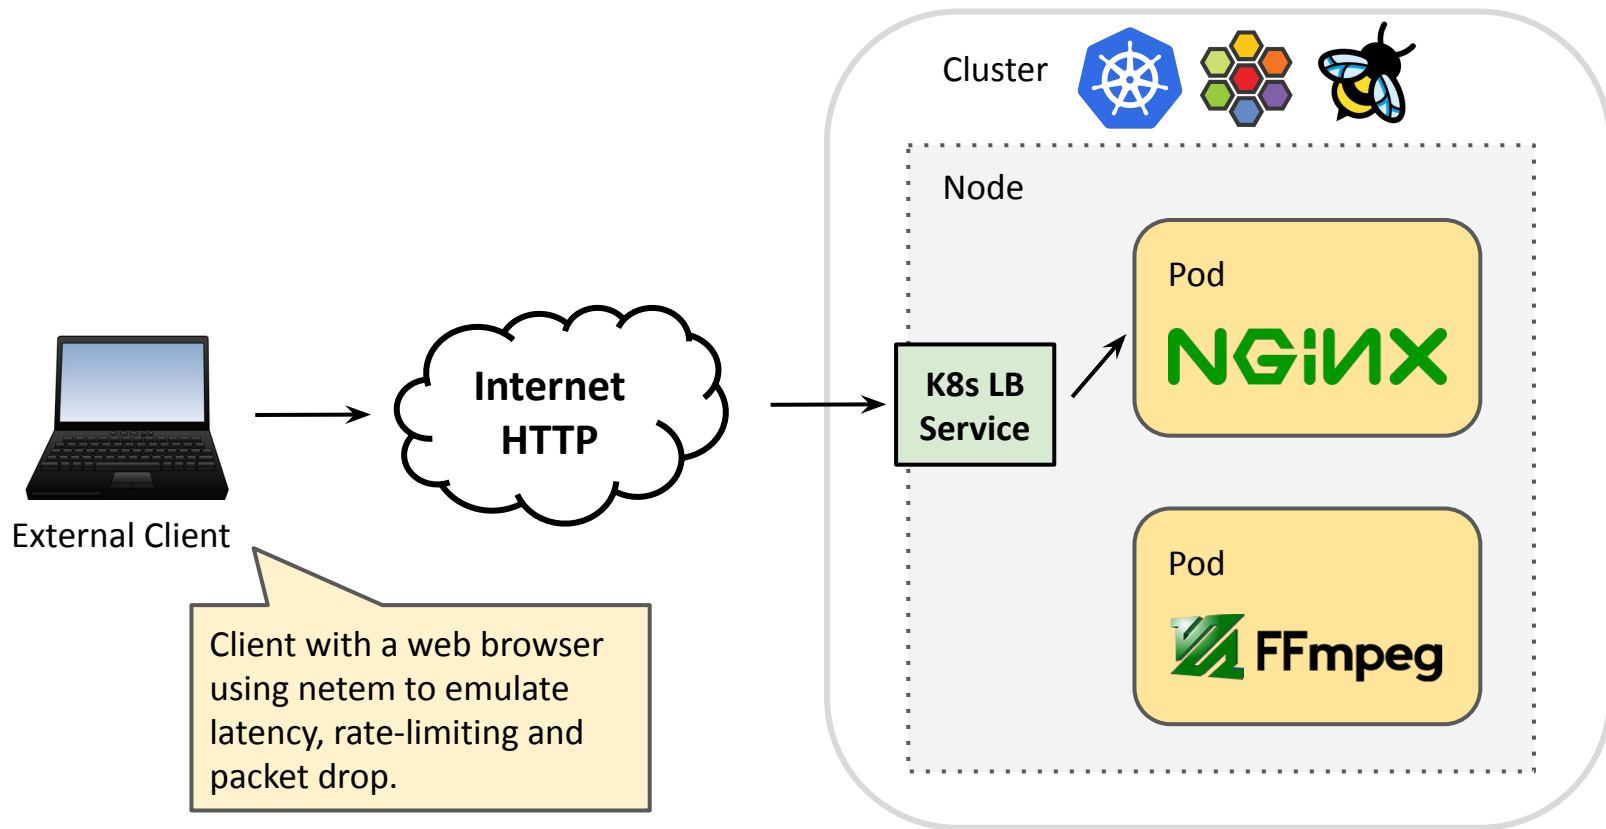 Cluster
Node
Pod
NGiNX
K8s LB
Service
Internet
HTTP
External Client
Pod
FFmpeg
Client with a web browser
using netem to emulate
latency, rate-limiting and
packet drop.